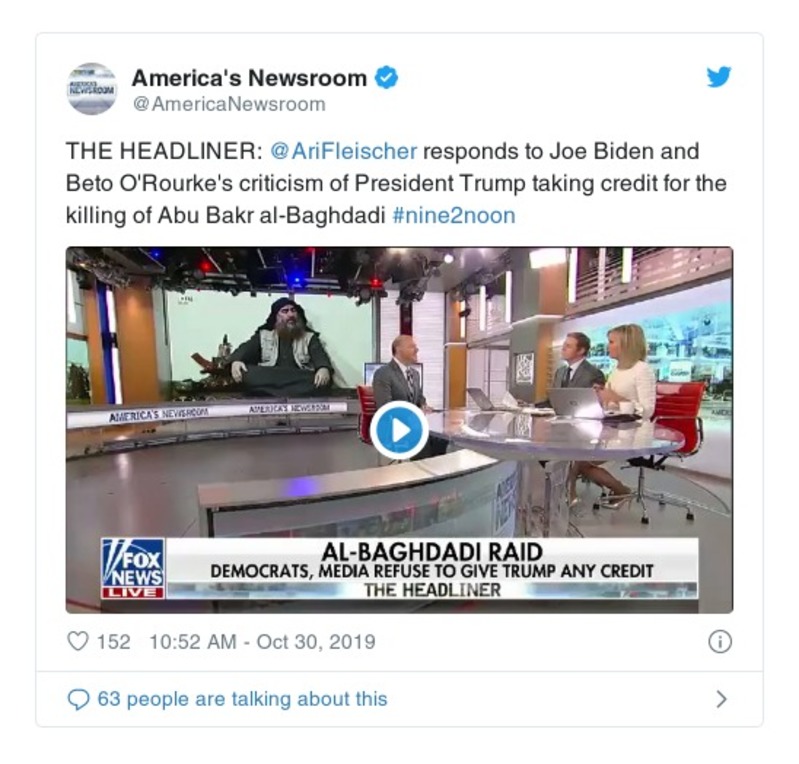 America's Newsroom
@AmericaNewsroom
THE HEADLINER: @AriFleischer responds to Joe Biden and
Beto O'Rourke's criticism of President Trump taking credit for the
killing of Abu Bakr al-Baghdadi #nine2noon
AMERICA'S NEWSROOM AMERICA'S NEWSROOM
FOX
NEWS
LIVE
AL-BAGHDADI RAID
DEMOCRATS, MEDIA REFUSE TO GIVE TRUMP ANY CREDIT
THE HEADLINER
152 10:52 AM - Oct 30, 2019
63 people are talking about this